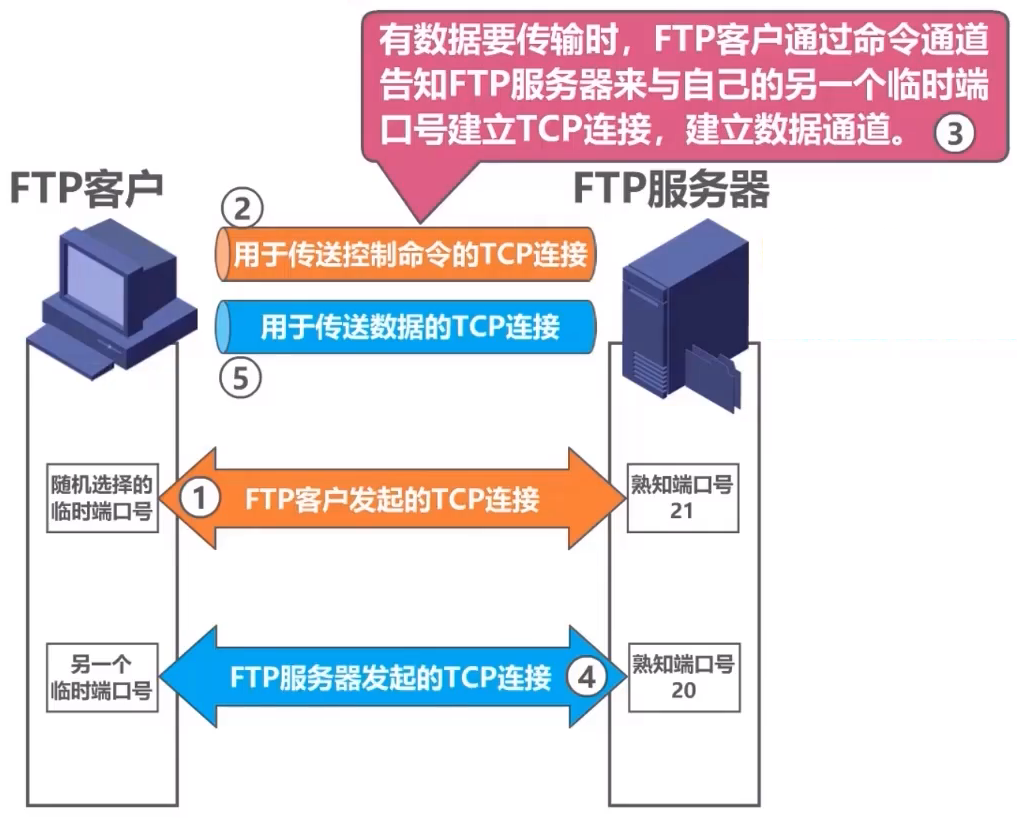 有数据要传输时，FTP客户通过命令通道
告知FTP服务器来与自己的另一个临时端
口号建立TCP连接，建立数据通道。 ③
FTP客户
FTP服务器
②
用于传送控制命令的TCP连接
用于传送数据的TCP连接
⑤
随机选择的
临时端口号
① FTP客户发起的TCP连接
熟知端口号
21
另一个
临时端口号
FTP服务器发起的TCP连接 ④
熟知端口号
20